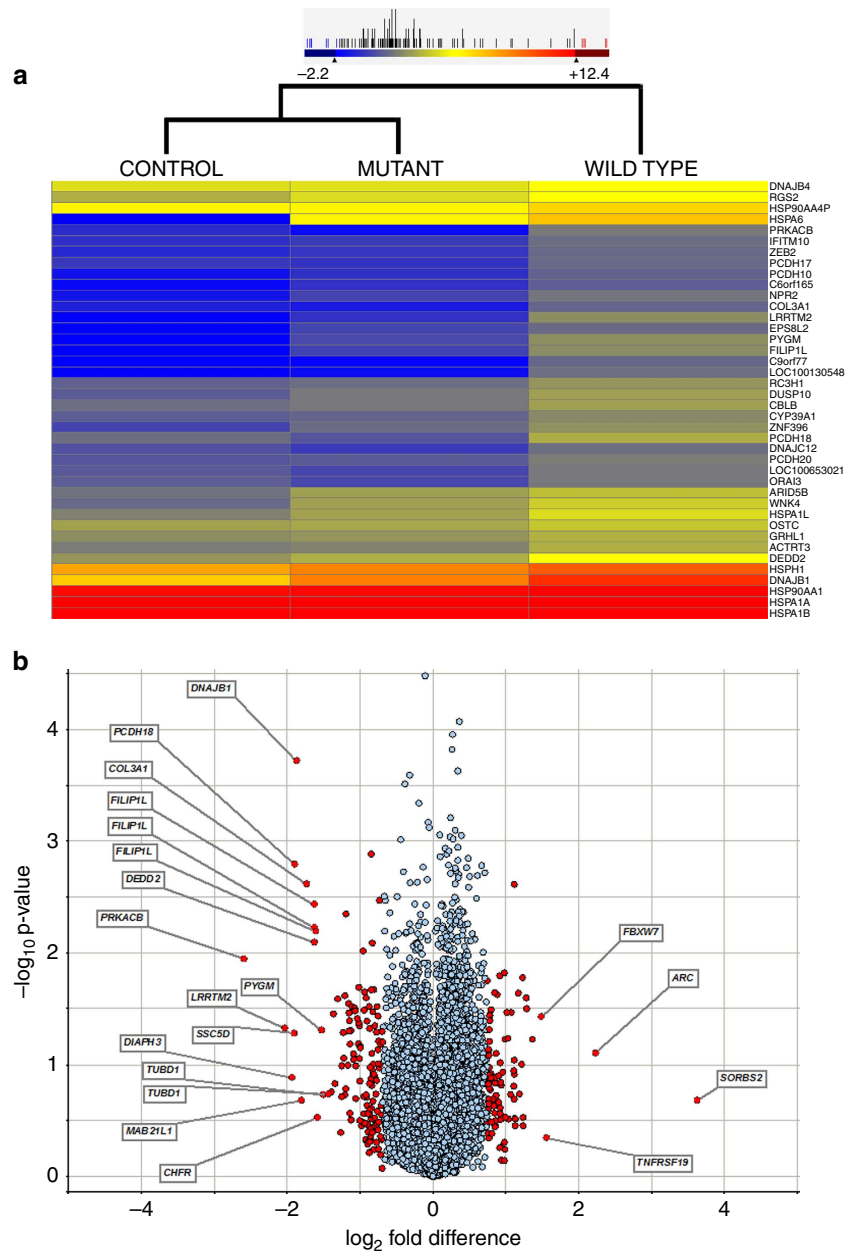 a
−2.2
+12.4
CONTROL MUTANT WILD TYPE
DNAJB4
RGS2
HSP90AA4P
HSPA6
PRKACB
IFITM10
ZEB2
PCDH17
PCDH10
C6orf165
NPR2
COL3A1
LRRTM2
EPS8L2
PYGM
FILIP1L
C9orf77
LOC100130548
RC3H1
DUSP10
CBLB
CYP39A1
ZNF396
PCDH18
DNAJC12
PCDH20
LOC100653021
ORAI3
ARID5B
WNK4
HSPA1L
OSTC
GRHL1
ACTRT3
DEDD2
HSPH1
DNAJB1
HSP90AA1
HSPA1A
HSPA1B
b
DNAJB1
PCDH18
COL3A1
FILIP1L
FILIP1L
FILIP1L
DEDD2
PRKACB
PYGM
LRRTM2
SSC5D
DIAPH3
TUBD1
TUBD1
MAB21L1
CHFR
FBXW7
ARC
SORBS2
TNFRSF19
4
3
2
1
0
−log10 p-value
−4 −2 0 2 4
log2 fold difference